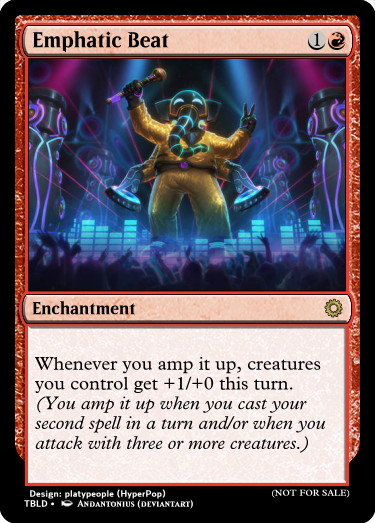 Emphatic Beat 1
Enchantment
Whenever you amp it up, creatures
you control get +1/+0 this turn.
(You amp it up when you cast your
second spell in a turn and/or when you
attack with three or more creatures.)
Design: platypeople (HyperPop) (NOT FOR SALE)
TBLD • Andantonius (deviantart)